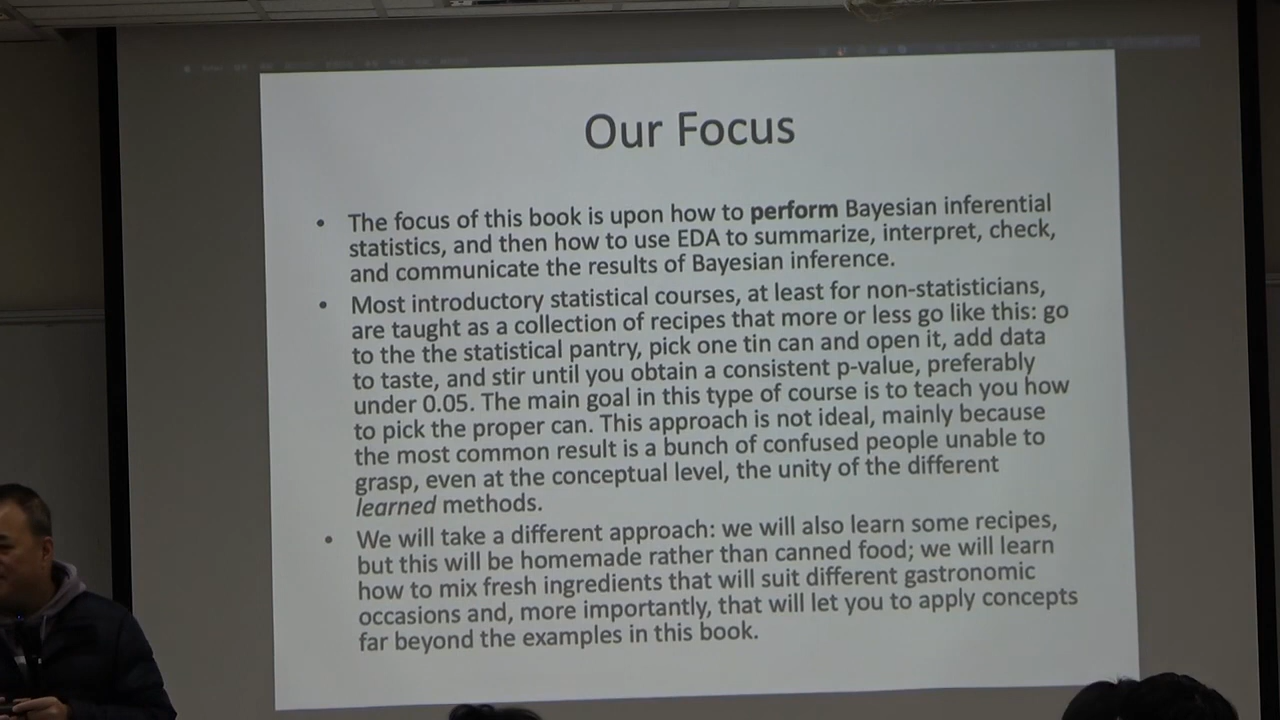 Our Focus
• The focus of this book is upon how to perform Bayesian inferential
statistics, and then how to use EDA to summarize, interpret, check,
and communicate the results of Bayesian inference.
• Most introductory statistical courses, at least for non-statisticians,
are taught as a collection of recipes that more or less go like this: go
to the the statistical pantry, pick one tin can and open it, add data
to taste, and stir until you obtain a consistent p-value, preferably
under 0.05. The main goal in this type of course is to teach you how
to pick the proper can. This approach is not ideal, mainly because
the most common result is a bunch of confused people unable to
grasp, even at the conceptual level, the unity of the different
learned methods.
• We will take a different approach: we will also learn some recipes,
but this will be homemade rather than canned food; we will learn
how to mix fresh ingredients that will suit different gastronomic
occasions and, more importantly, that will let you to apply concepts
far beyond the examples in this book.